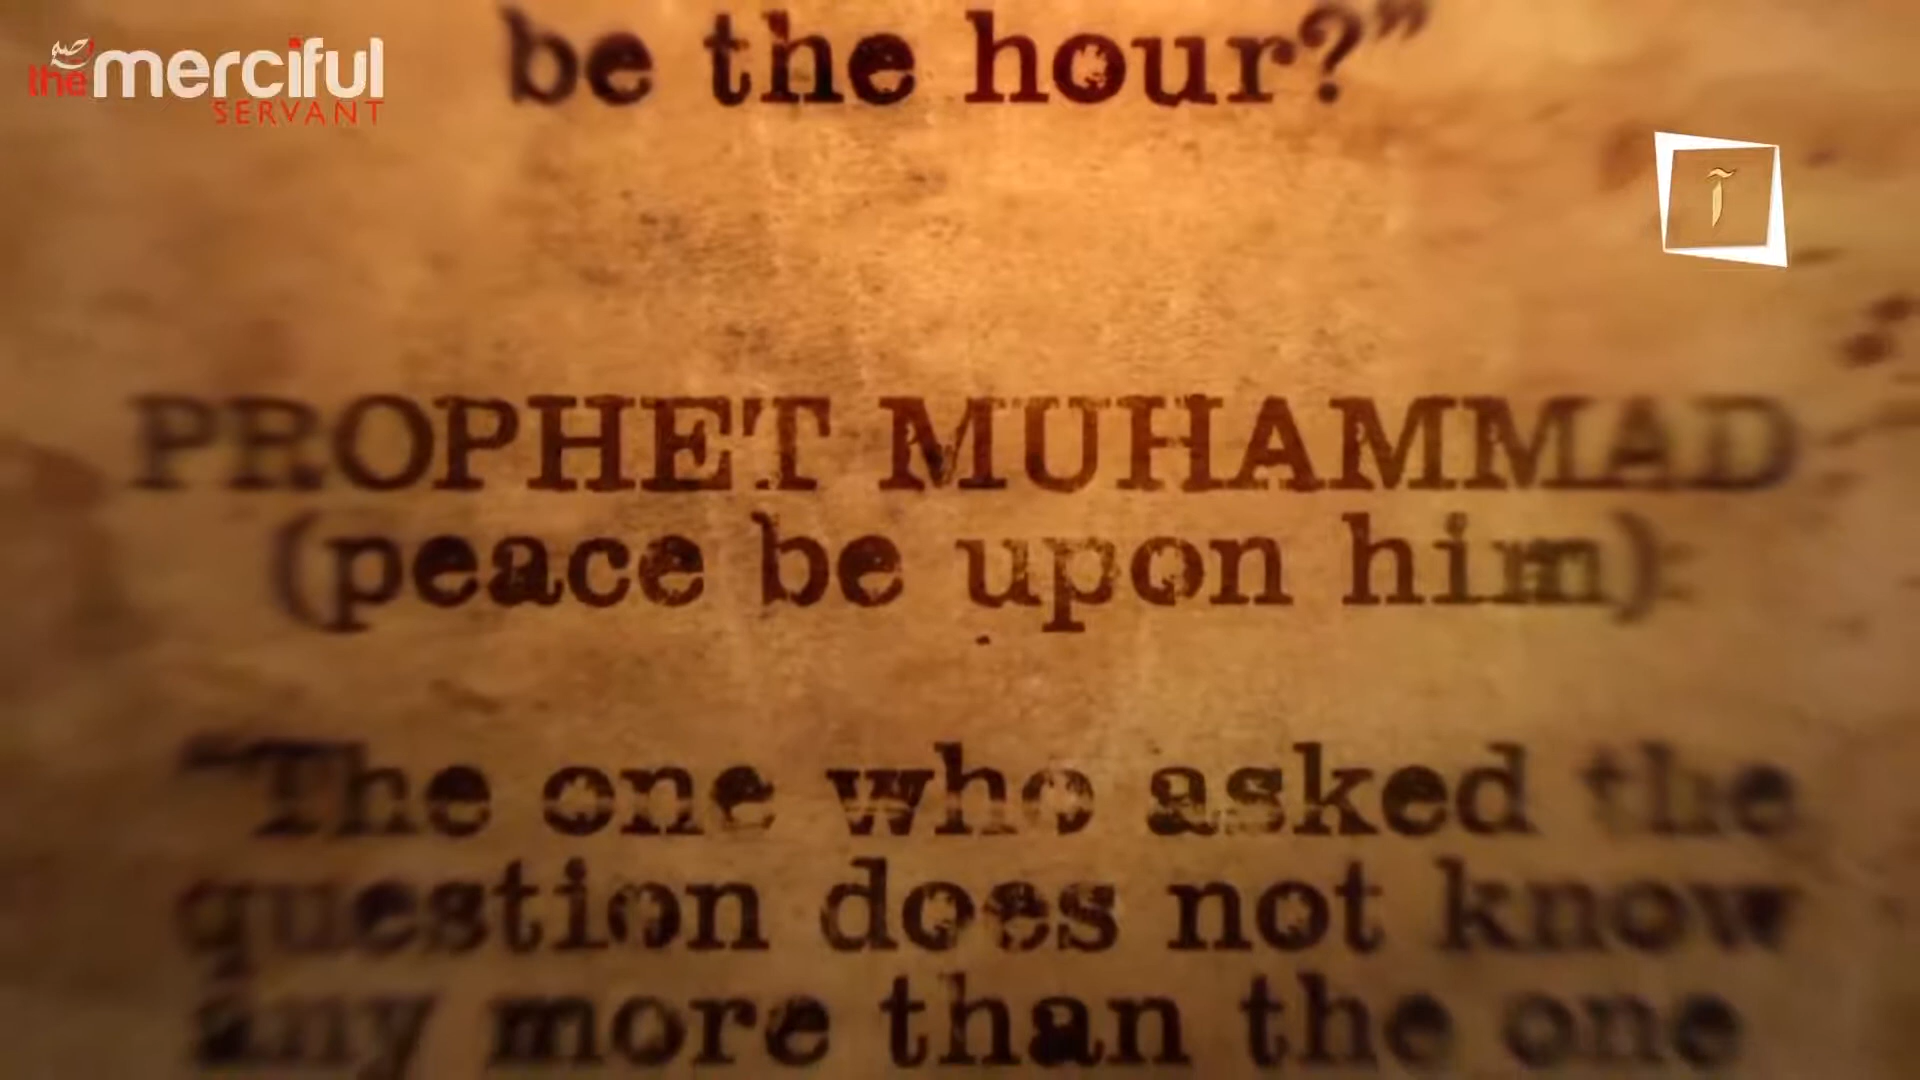 the merciful
SERVANT
be the hour?”
PROPHET MUHAMMAD
(peace be upon him):
“The one who asked the
question does not know
any more than the one